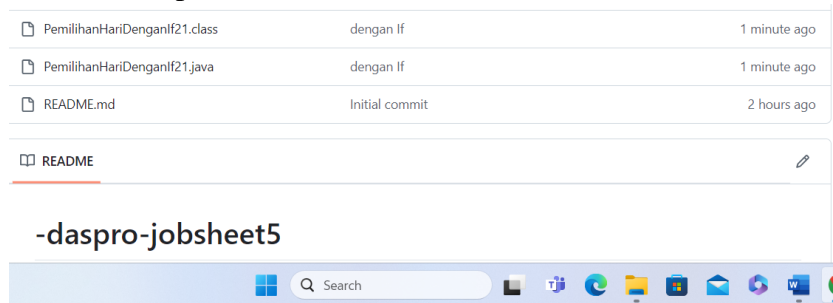 PemilihanHariDenganIf21.class dengan If 1 minute ago
PemilihanHariDenganIf21.java dengan If 1 minute ago
README.md Initial commit 2 hours ago
README
-daspro-jobsheet5
Search